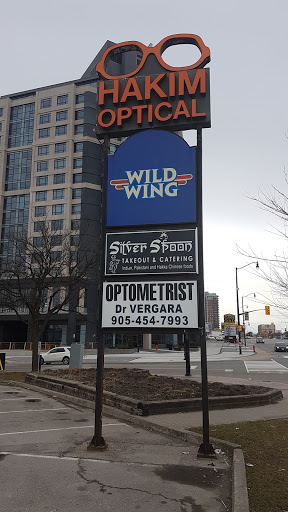 HAKIM
OPTICAL
WILD
WING
Silver Spoon
TAKEOUT & CATERING
Indian, Pakistani and Hakka Chinese foods
OPTOMETRIST
Dr VERGARA
905-454-7993